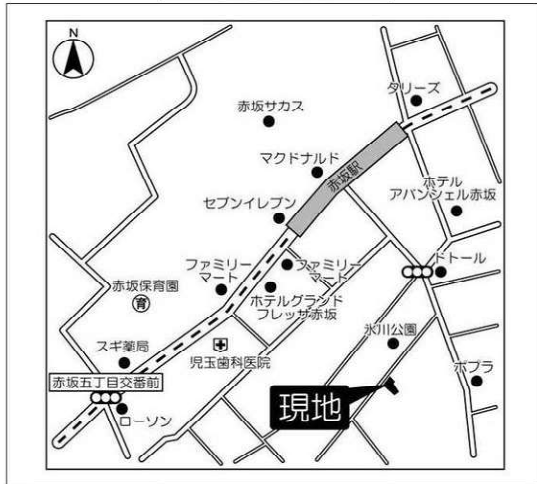 N
タリーズ
赤坂サカス
マクドナルド
赤坂駅
ホテル
アバンシェル赤坂
セブンイレブン
ファミリー
マート
ドトール
ファミリー
マート
赤坂保育園
育
ホテルグランド
フレッサ赤坂
氷川公園
スギ薬局
児玉歯科医院
ポプラ
赤坂五丁目交番前
ローソン
現地